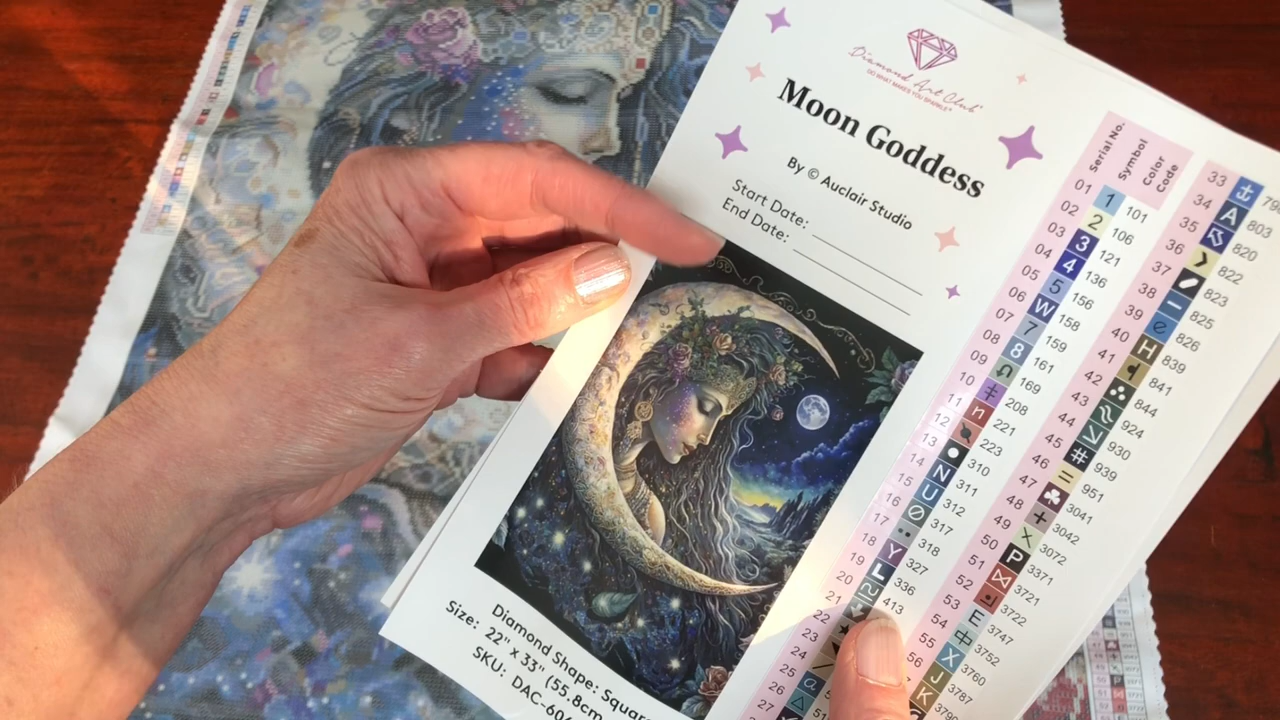 Diamond Art Club
DO WHAT MAKES YOU SPARKLE
Moon Goddess
By © Auclair Studio
Start Date:
End Date:
Diamond Shape: Square
Size: 22" x 33" (55.8cm
SKU: DAC-604
Serial No. Symbol Color Code
01 1 101
02 2 106
03 3 121
04 4 136
05 5 156
06 W 158
07 7 159
08 8 161
09 169
10 ‡ 208
11 n 221
12 223
13 ● 310
14 N 311
15 U 312
16 ∅ 317
17 318
18 Y 327
19 L 336
20 ≈ 413
21
22 ★
23
24 /
25 a
26 △
27
33 ⚓ 79
34 A 803
35 820
36 822
37 823
38 − 825
39 e 826
40 H 839
41 841
42 844
43 924
44 930
45 # 939
46 = 951
47 ♣ 3041
48 + 3042
49 x 3072
50 P 3371
51 3721
52 3722
53 E 3747
54 中 3752
55 X 3760
56 J 3787
K 3790